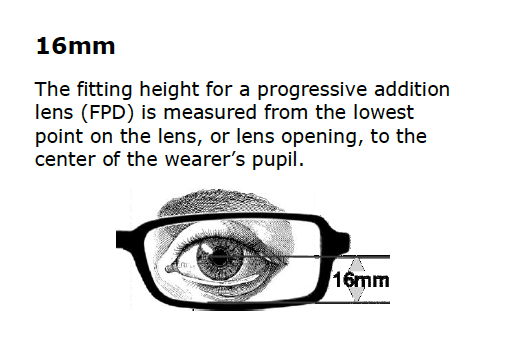 16mm
The fitting height for a progressive addition
lens (FPD) is measured from the lowest
point on the lens, or lens opening, to the
center of the wearer’s pupil.
16mm